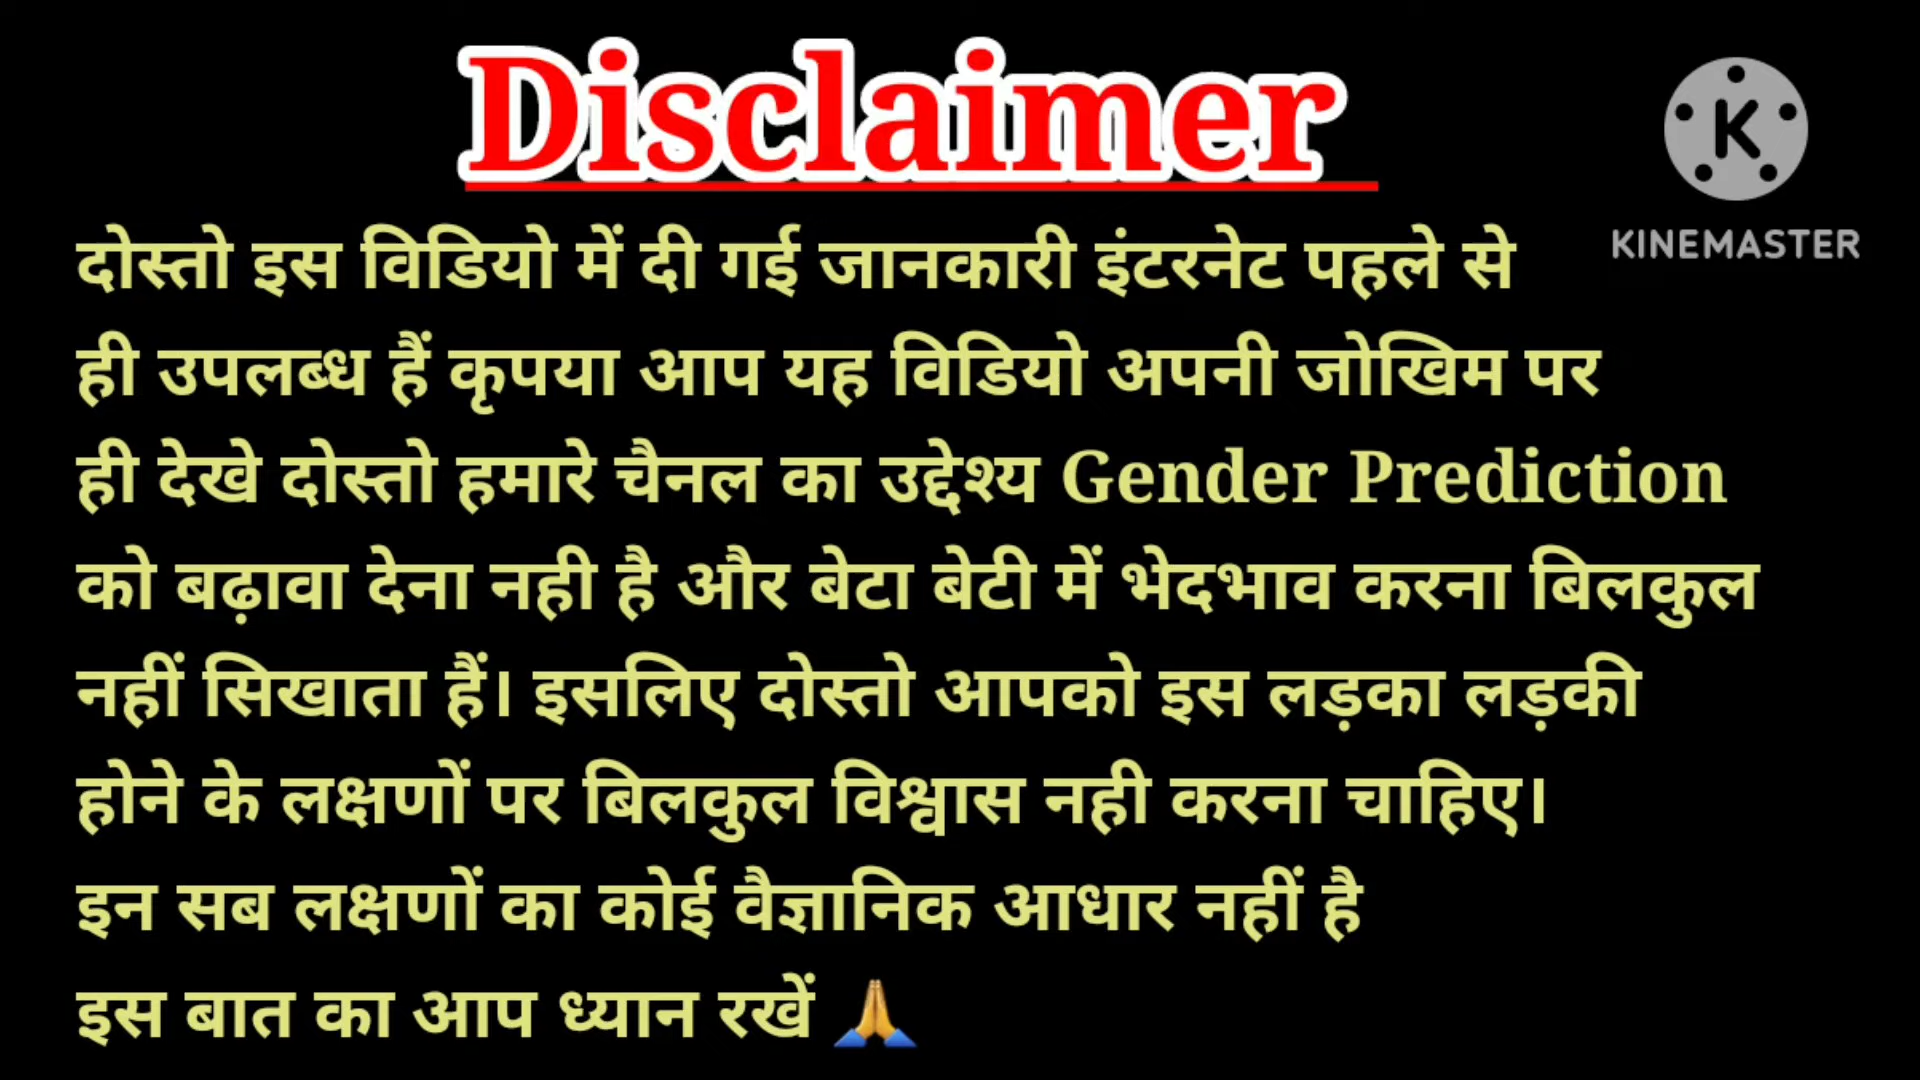 Disclaimer
KINEMASTER
दोस्तो इस विडियो में दी गई जानकारी इंटरनेट पहले से
ही उपलब्ध हैं कृपया आप यह विडियो अपनी जोखिम पर
ही देखे दोस्तो हमारे चैनल का उद्देश्य Gender Prediction
को बढ़ावा देना नही है और बेटा बेटी में भेदभाव करना बिलकुल
नहीं सिखाता हैं। इसलिए दोस्तो आपको इस लड़का लड़की
होने के लक्षणों पर बिलकुल विश्वास नही करना चाहिए।
इन सब लक्षणों का कोई वैज्ञानिक आधार नहीं है
इस बात का आप ध्यान रखें 🙏